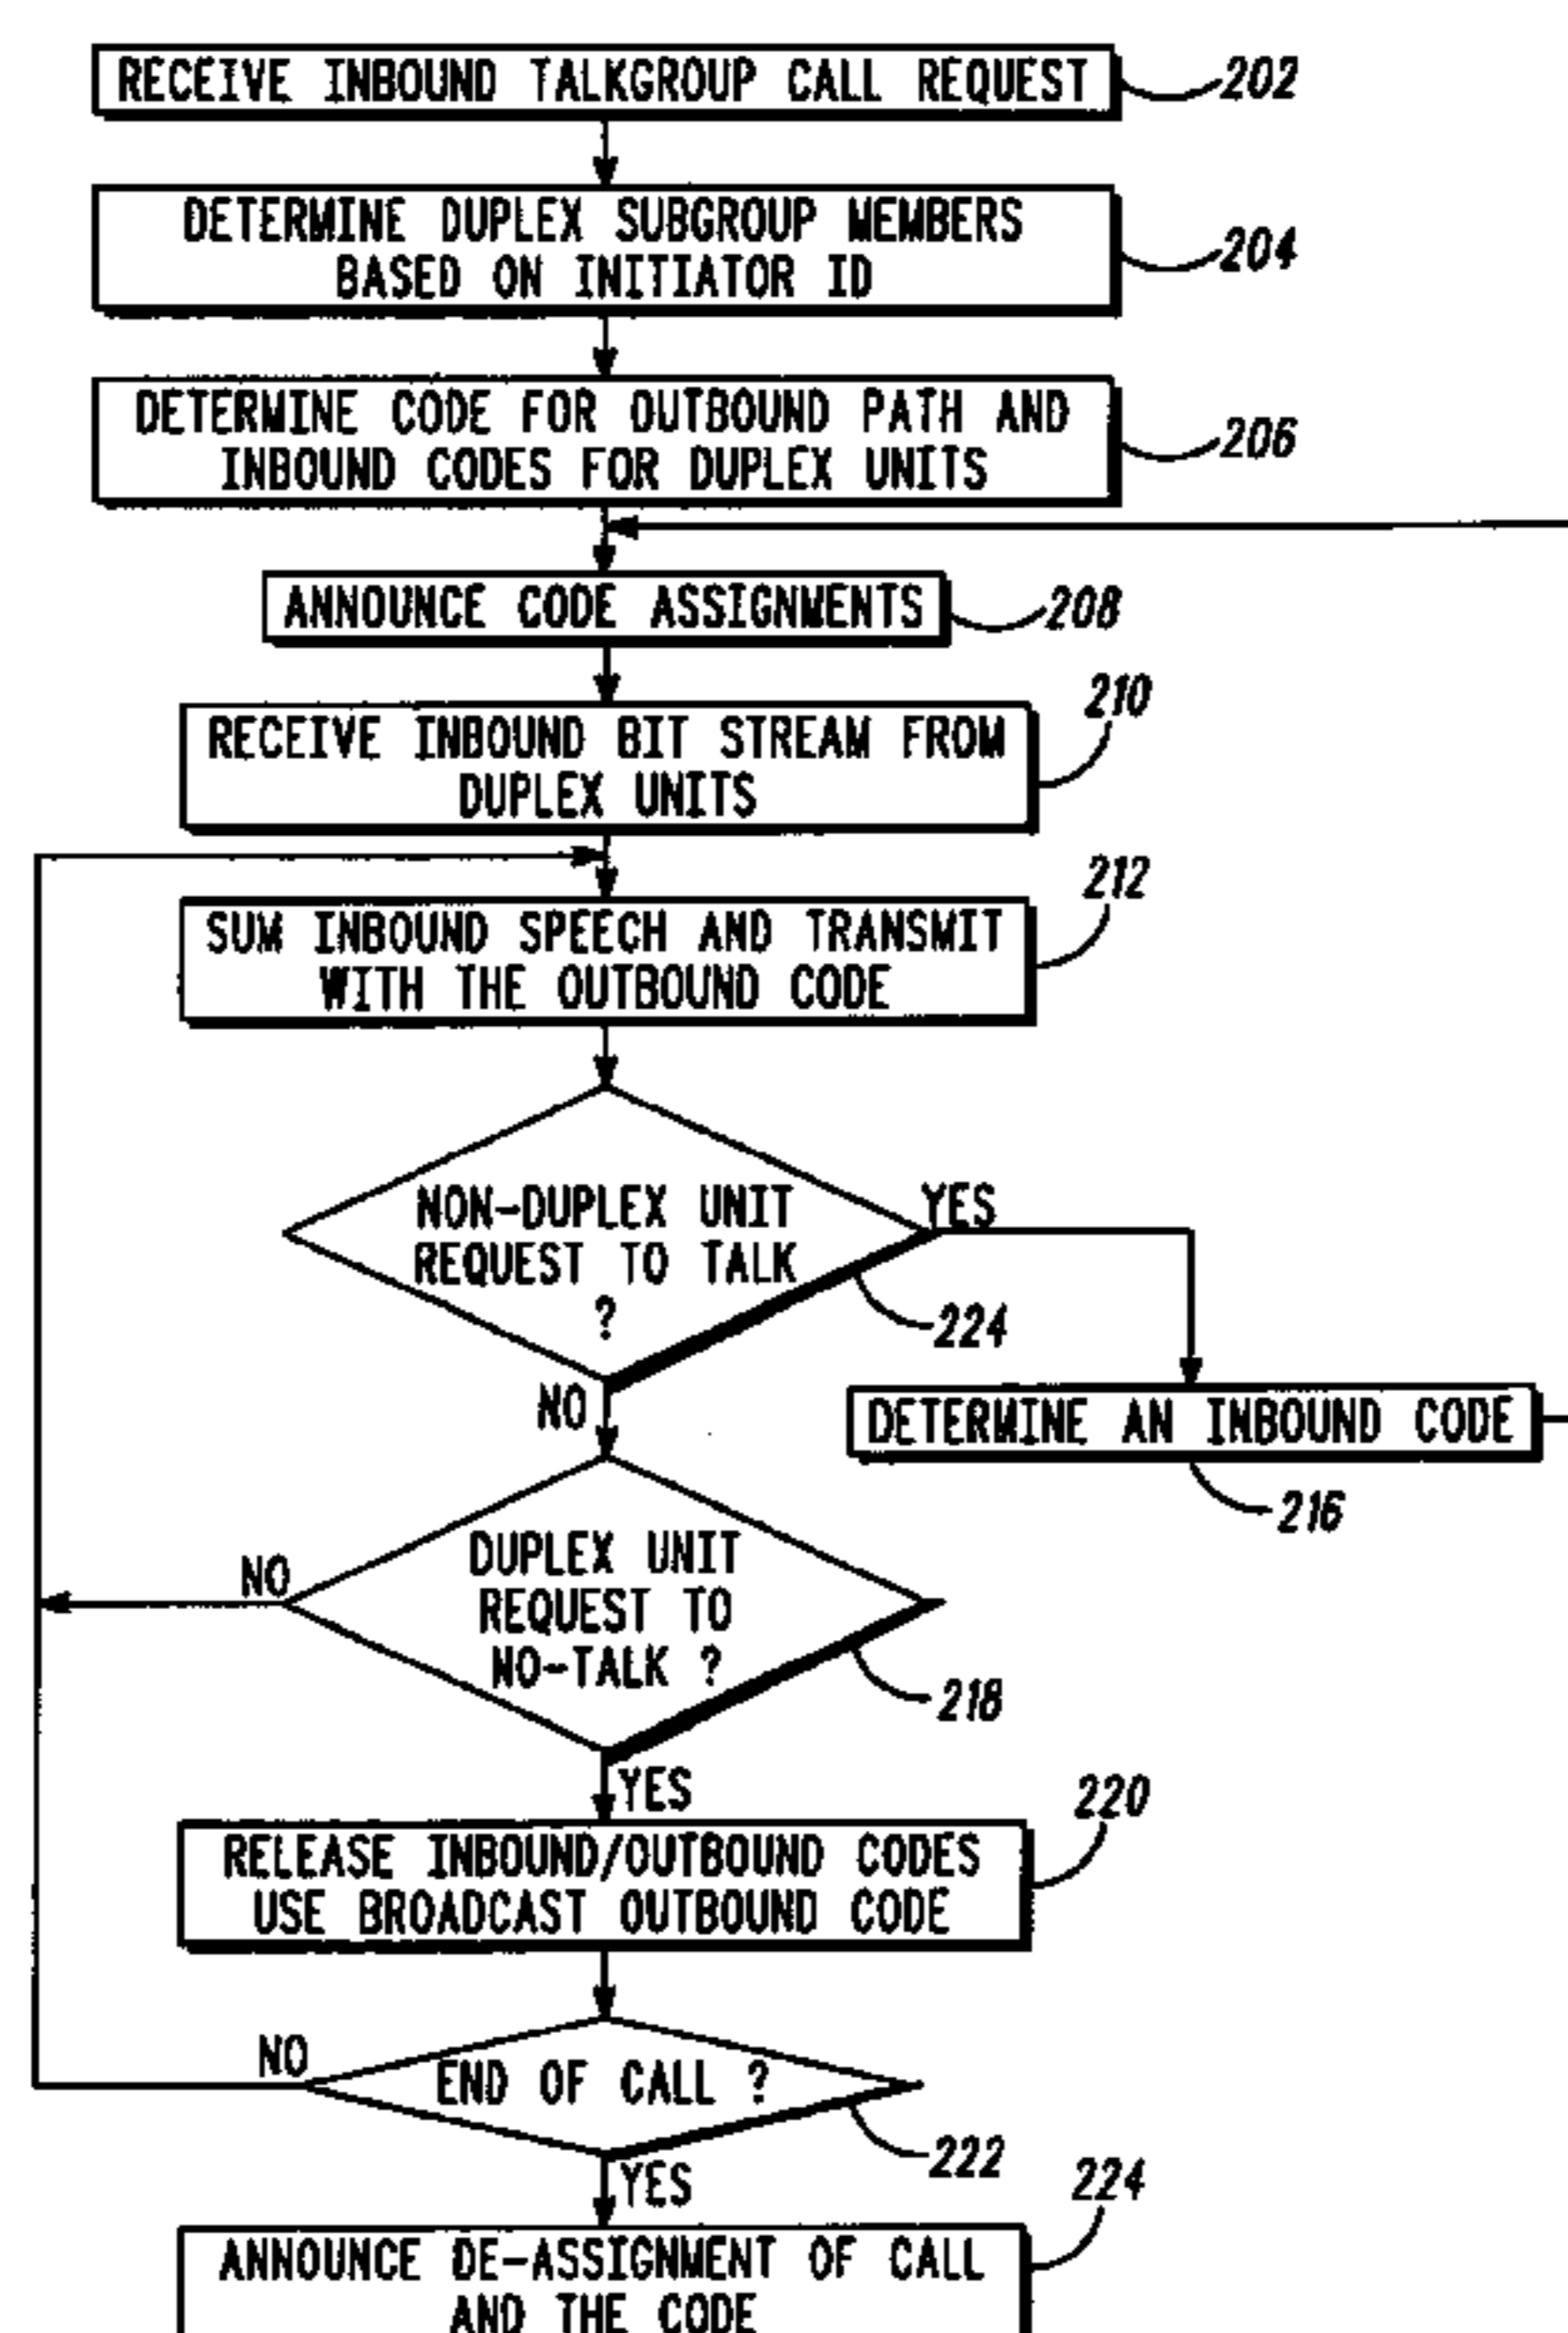 RECEIVE INBOUND TALKGROUP CALL REQUEST
202
DETERMINE DUPLEX SUBGROUP MEMBERS
BASED ON INITIATOR ID
204
DETERMINE CODE FOR OUTBOUND PATH AND
INBOUND CODES FOR DUPLEX UNITS
206
ANNOUNCE CODE ASSIGNMENTS
208
RECEIVE INBOUND BIT STREAM FROM
DUPLEX UNITS
210
SUM INBOUND SPEECH AND TRANSMIT
WITH THE OUTBOUND CODE
212
NON-DUPLEX UNIT
REQUEST TO TALK
?
YES
224
NO
DETERMINE AN INBOUND CODE
216
DUPLEX UNIT
REQUEST TO
NO-TALK ?
NO
218
YES
RELEASE INBOUND/OUTBOUND CODES
USE BROADCAST OUTBOUND CODE
220
END OF CALL ?
NO
222
YES
ANNOUNCE DE-ASSIGNMENT OF CALL
AND THE CODE
224